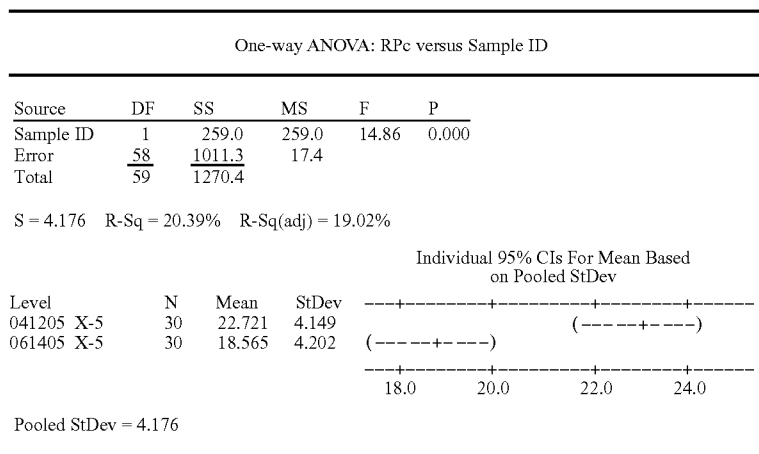 One-way ANOVA: RPc versus Sample ID
Source DF SS MS F P
Sample ID 1 259.0 259.0 14.86 0.000
Error 58 1011.3 17.4
Total 59 1270.4
S = 4.176 R-Sq = 20.39% R-Sq(adj) = 19.02%
Individual 95% CIs For Mean Based
on Pooled StDev
Level N Mean StDev ----+---------+----------+---------+-------
041205 X-5 30 22.721 4.149 (-----+-----)
061405 X-5 30 18.565 4.202 (-----+-----)
----+---------+----------+---------+-------
18.0 20.0 22.0 24.0
Pooled StDev = 4.176